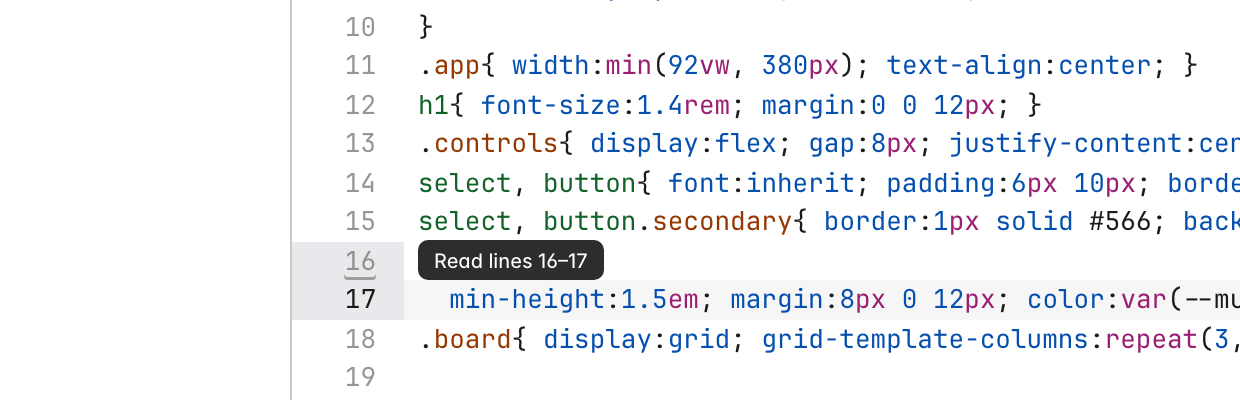 10 }
11 .app{ width:min(92vw, 380px); text-align:center; }
12 h1{ font-size:1.4rem; margin:0 0 12px; }
13 .controls{ display:flex; gap:8px; justify-content:cen
14 select, button{ font:inherit; padding:6px 10px; borde
15 select, button.secondary{ border:1px solid #566; back
16 Read lines 16–17
17 min-height:1.5em; margin:8px 0 12px; color:var(--mu
18 .board{ display:grid; grid-template-columns:repeat(3,
19